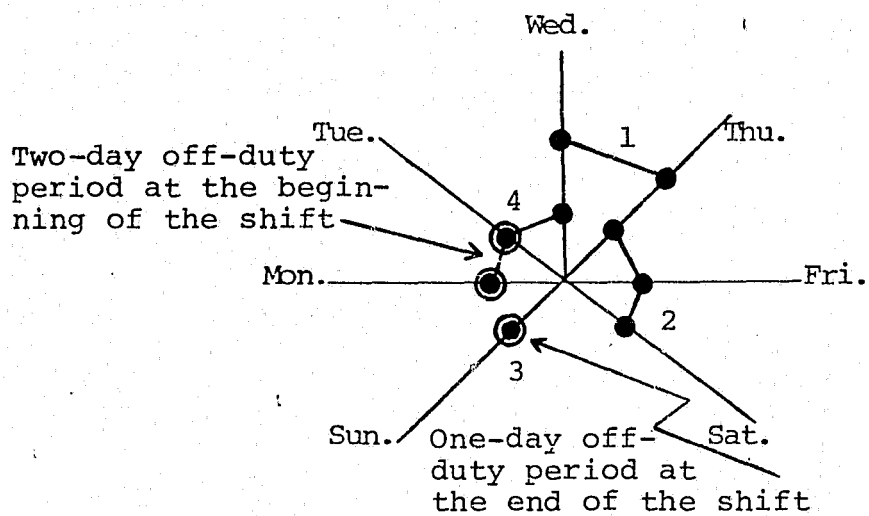 Wed.
1
Thu.
Tue.
Two-day off-duty
period at the begin-
ning of the shift
4
Mon.
Fri.
2
3
Sun.
One-day off-
duty period at
the end of the shift
Sat.